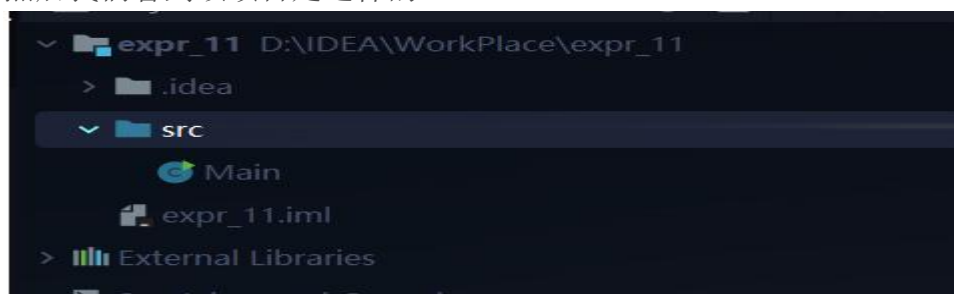 expr_11 D:\IDEA\WorkPlace\expr_11
.idea
src
Main
expr_11.iml
External Libraries